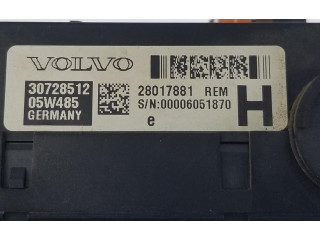 VOLVO
30728512
05W485
GERMANY
28017881 REM
S/N:00006051870
e
H